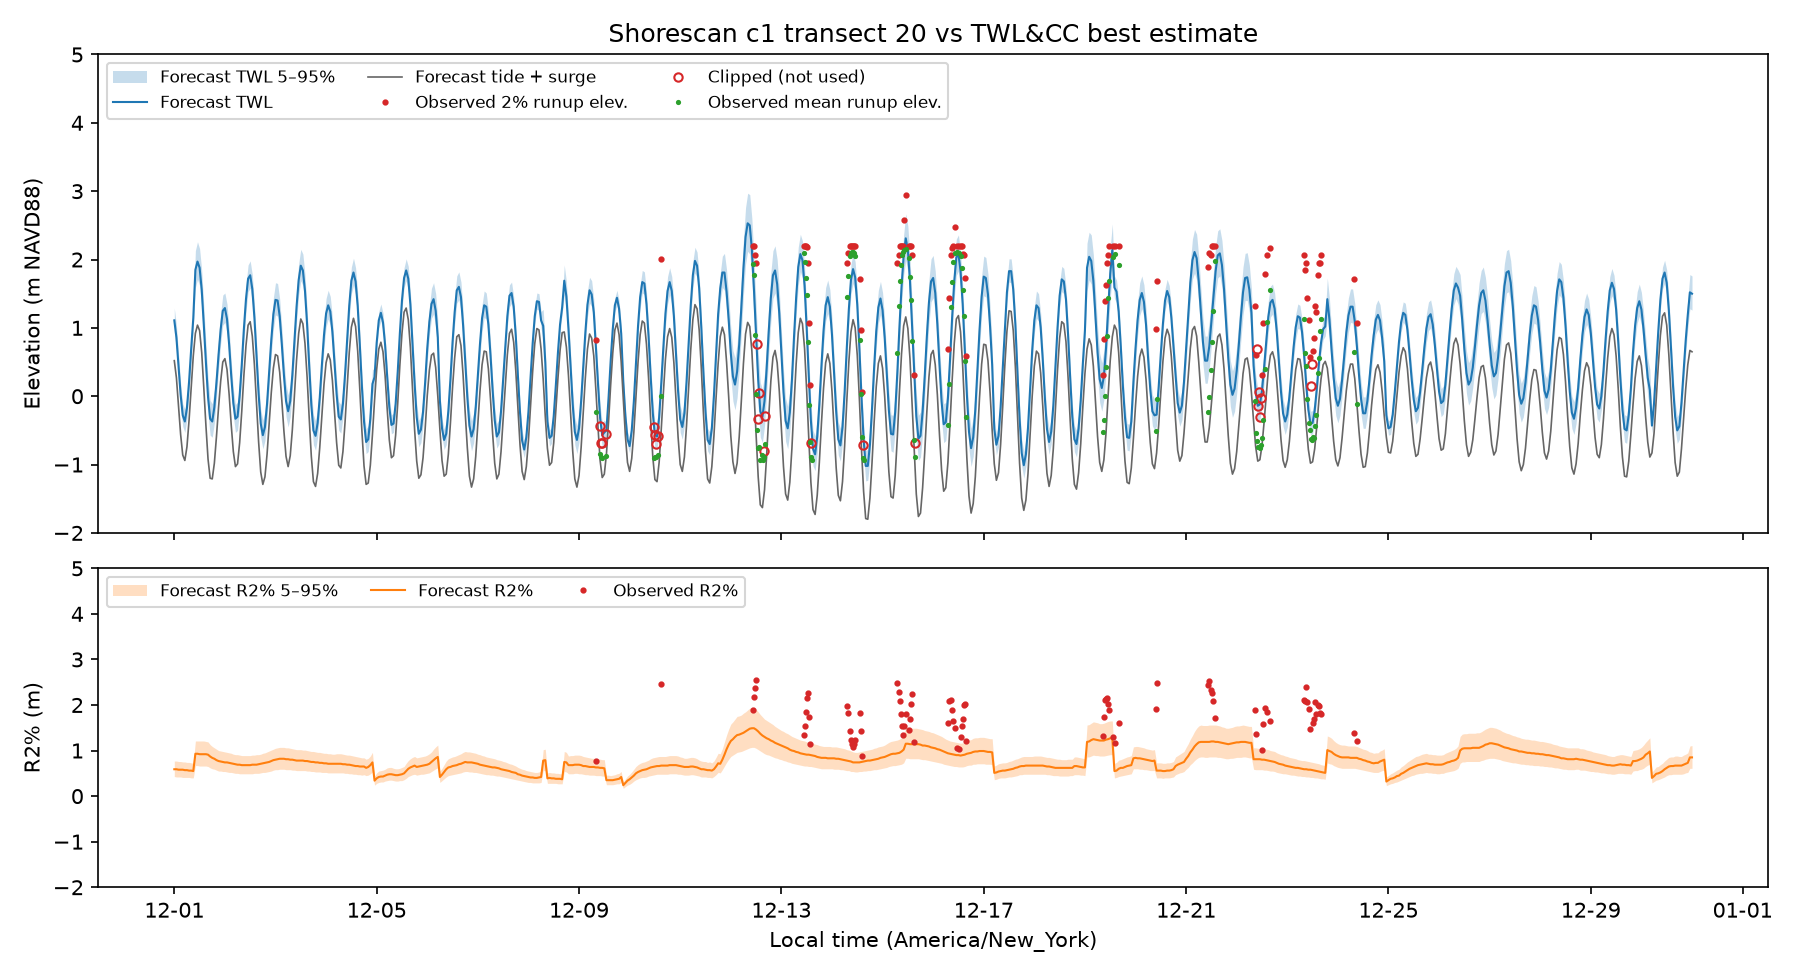 Shorescan c1 transect 20 vs TWL&CC best estimate
Forecast TWL 5–95%
Forecast TWL
Forecast tide + surge
Observed 2% runup elev.
Clipped (not used)
Observed mean runup elev.
Elevation (m NAVD88)
5
4
3
2
1
0
−1
−2
Forecast R2% 5–95%
Forecast R2%
Observed R2%
R2% (m)
5
4
3
2
1
0
−1
−2
12-01
12-05
12-09
12-13
12-17
12-21
12-25
12-29
01-01
Local time (America/New_York)